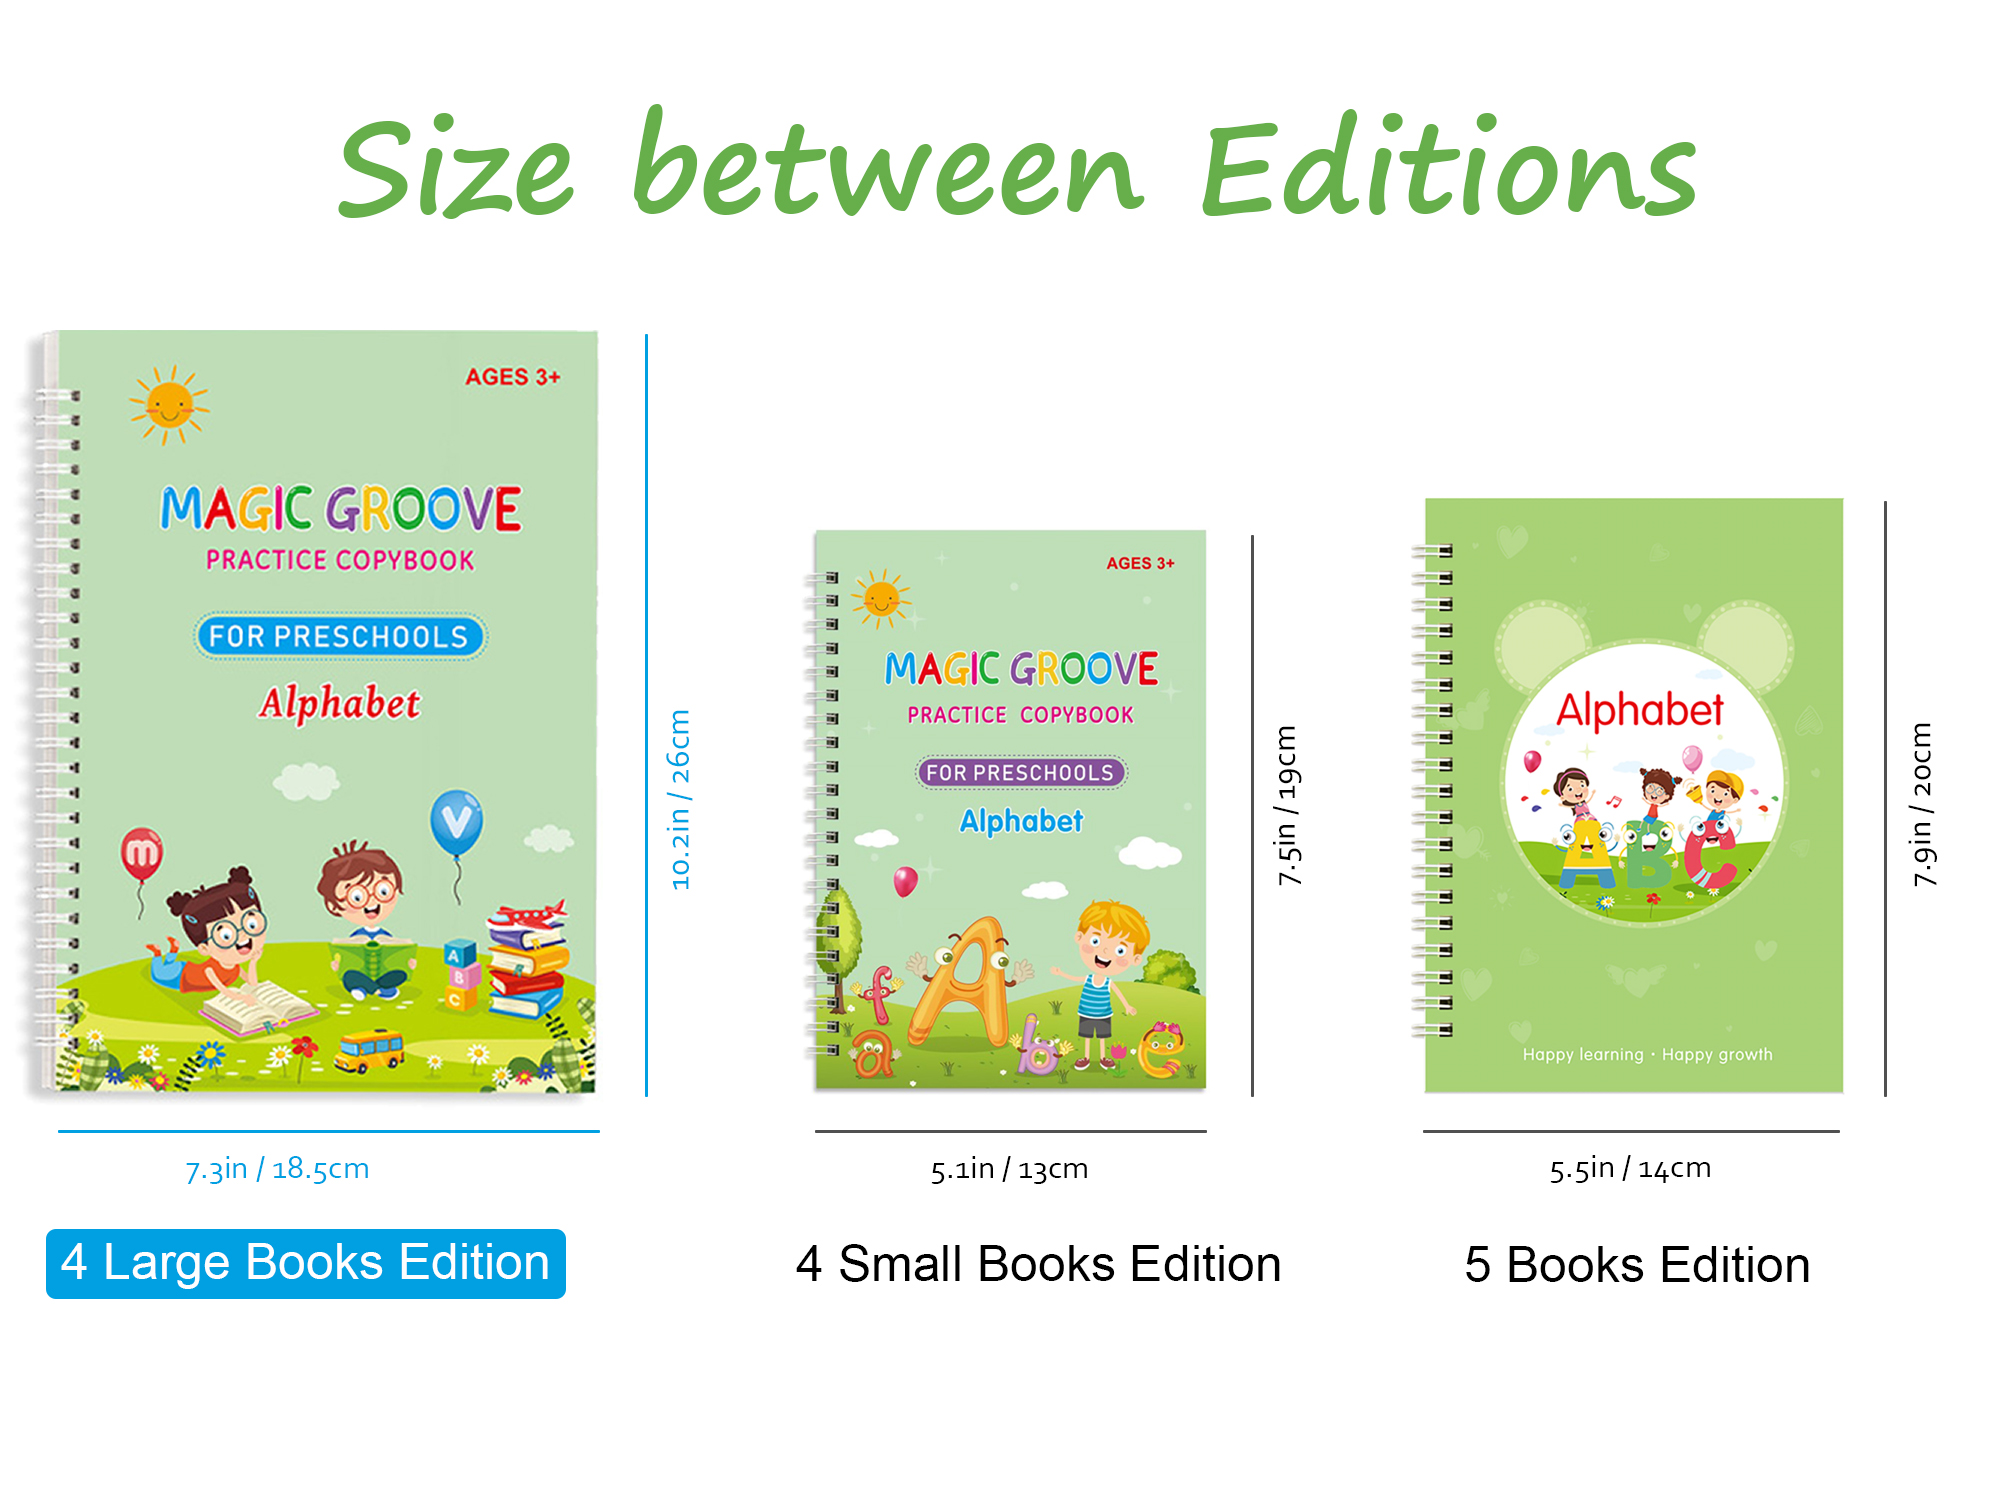 Size between Editions
AGES 3+
MAGIC GROOVE
PRACTICE COPYBOOK
FOR PRESCHOOLS
Alphabet
m
V
A
B
C
10.2in / 26cm
7.3in / 18.5cm
4 Large Books Edition
AGES 3+
MAGIC GROOVE
PRACTICE COPYBOOK
FOR PRESCHOOLS
Alphabet
f
A
a
b
e
7.5in / 19cm
5.1in / 13cm
4 Small Books Edition
Alphabet
ABC
Happy learning · Happy growth
7.9in / 20cm
5.5in / 14cm
5 Books Edition